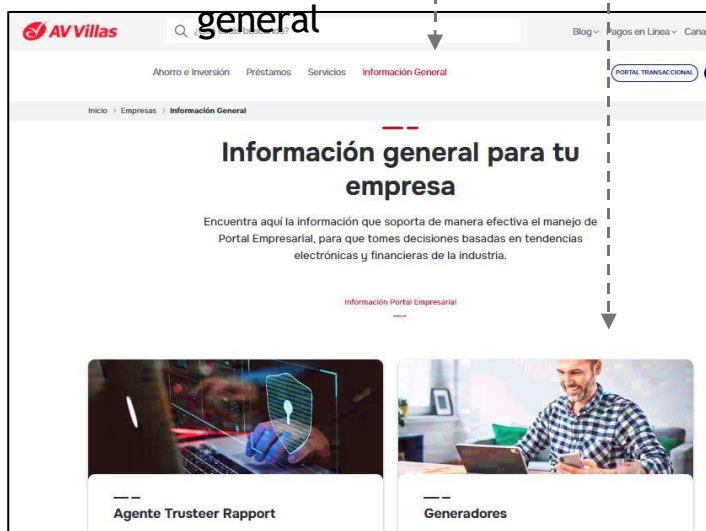 general
AV Villas
Blog Pagos en Línea
Ahorro e Inversión Préstamos Servicios Información General
PORTAL TRANSACCIONAL
Inicio > Empresas > Información General
Información general para tu
empresa
Encuentra aquí la información que soporta de manera efectiva el manejo de
Portal Empresarial, para que tomes decisiones basadas en tendencias
electrónicas y financieras de la industria.
Información Portal Empresarial
Agente Trusteer Rapport
Generadores